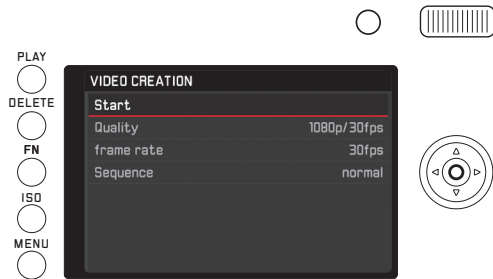 PLAY
DELETE
FN
ISO
MENU
VIDEO CREATION
Start
Quality 1080p/30fps
frame rate 30fps
Sequence normal